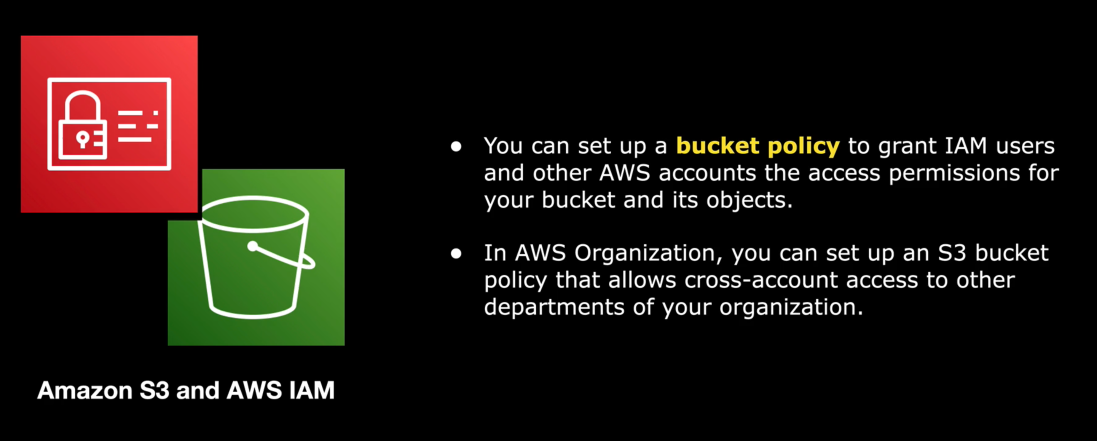 ● You can set up a bucket policy to grant IAM users
and other AWS accounts the access permissions for
your bucket and its objects.
● In AWS Organization, you can set up an S3 bucket
policy that allows cross-account access to other
departments of your organization.
Amazon S3 and AWS IAM